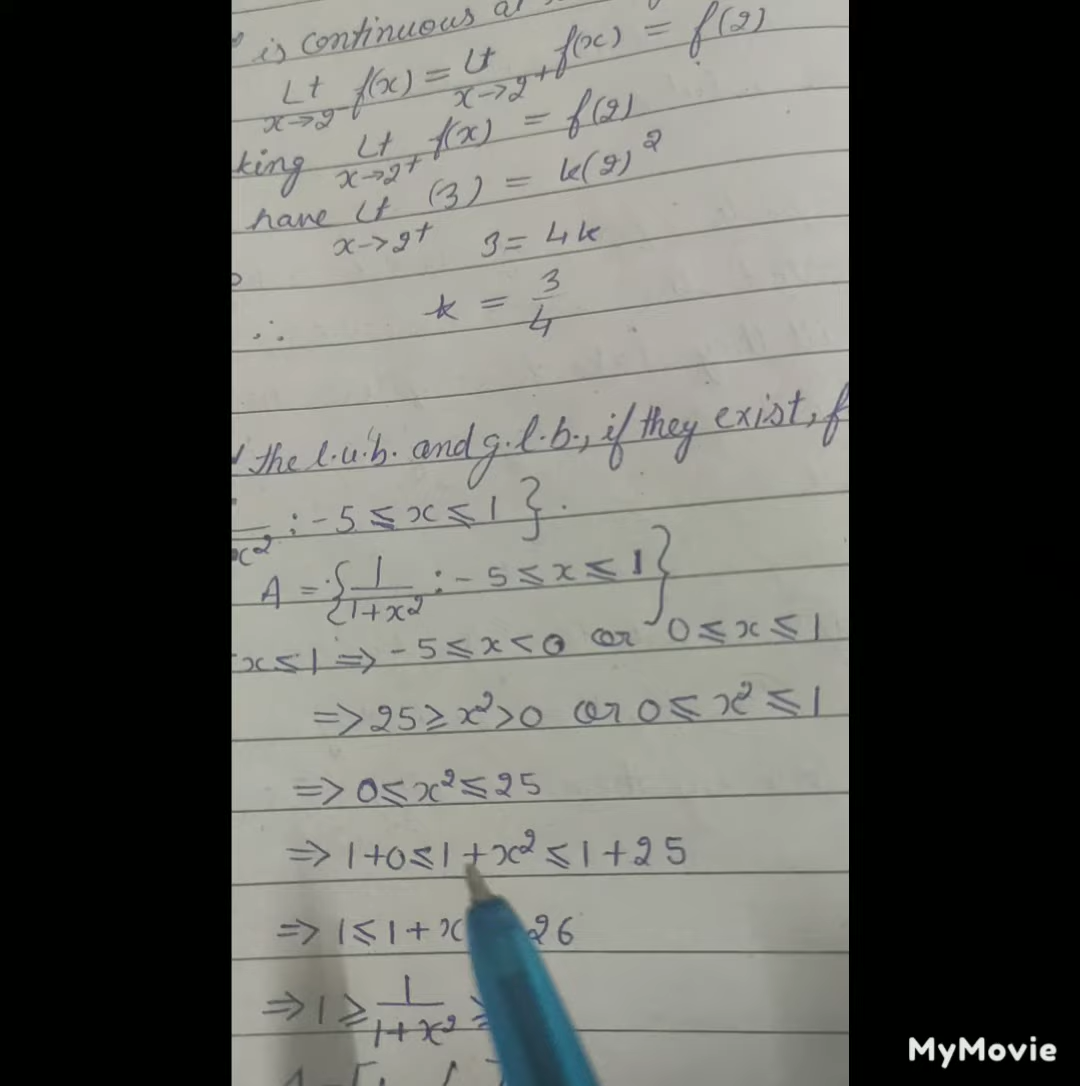 is continuous at
Lt x→2⁻ f(x) = Lt x→2⁺ f(x) = f(2)
king Lt x→2⁺ f(x) = f(2)
have Lt x→2⁺ (3) = k(2)²
3 = 4k
∴ k = 3/4
the l.u.b. and g.l.b., if they exist, f
x² : -5 ≤ x ≤ 1 }.
A = { 1/1+x² : -5 ≤ x ≤ 1 }
x ≤ 1 => -5 ≤ x < 0 or 0 ≤ x ≤ 1
=> 25 ≥ x² > 0 or 0 ≤ x² ≤ 1
=> 0 ≤ x² ≤ 25
=> 1+0 ≤ 1+x² ≤ 1+25
=> 1 ≤ 1+x 26
=> 1 ≥ 1/1+x² ≥
MyMovie